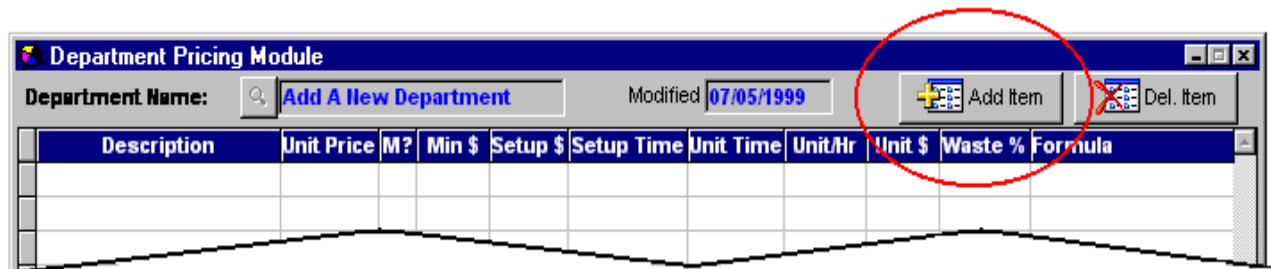 Department Pricing Module
Department Name: Add A New Department Modified 07/05/1999 Add Item Del. Item
Description Unit Price M? Min $ Setup $ Setup Time Unit Time Unit/Hr Unit $ Waste % Formula